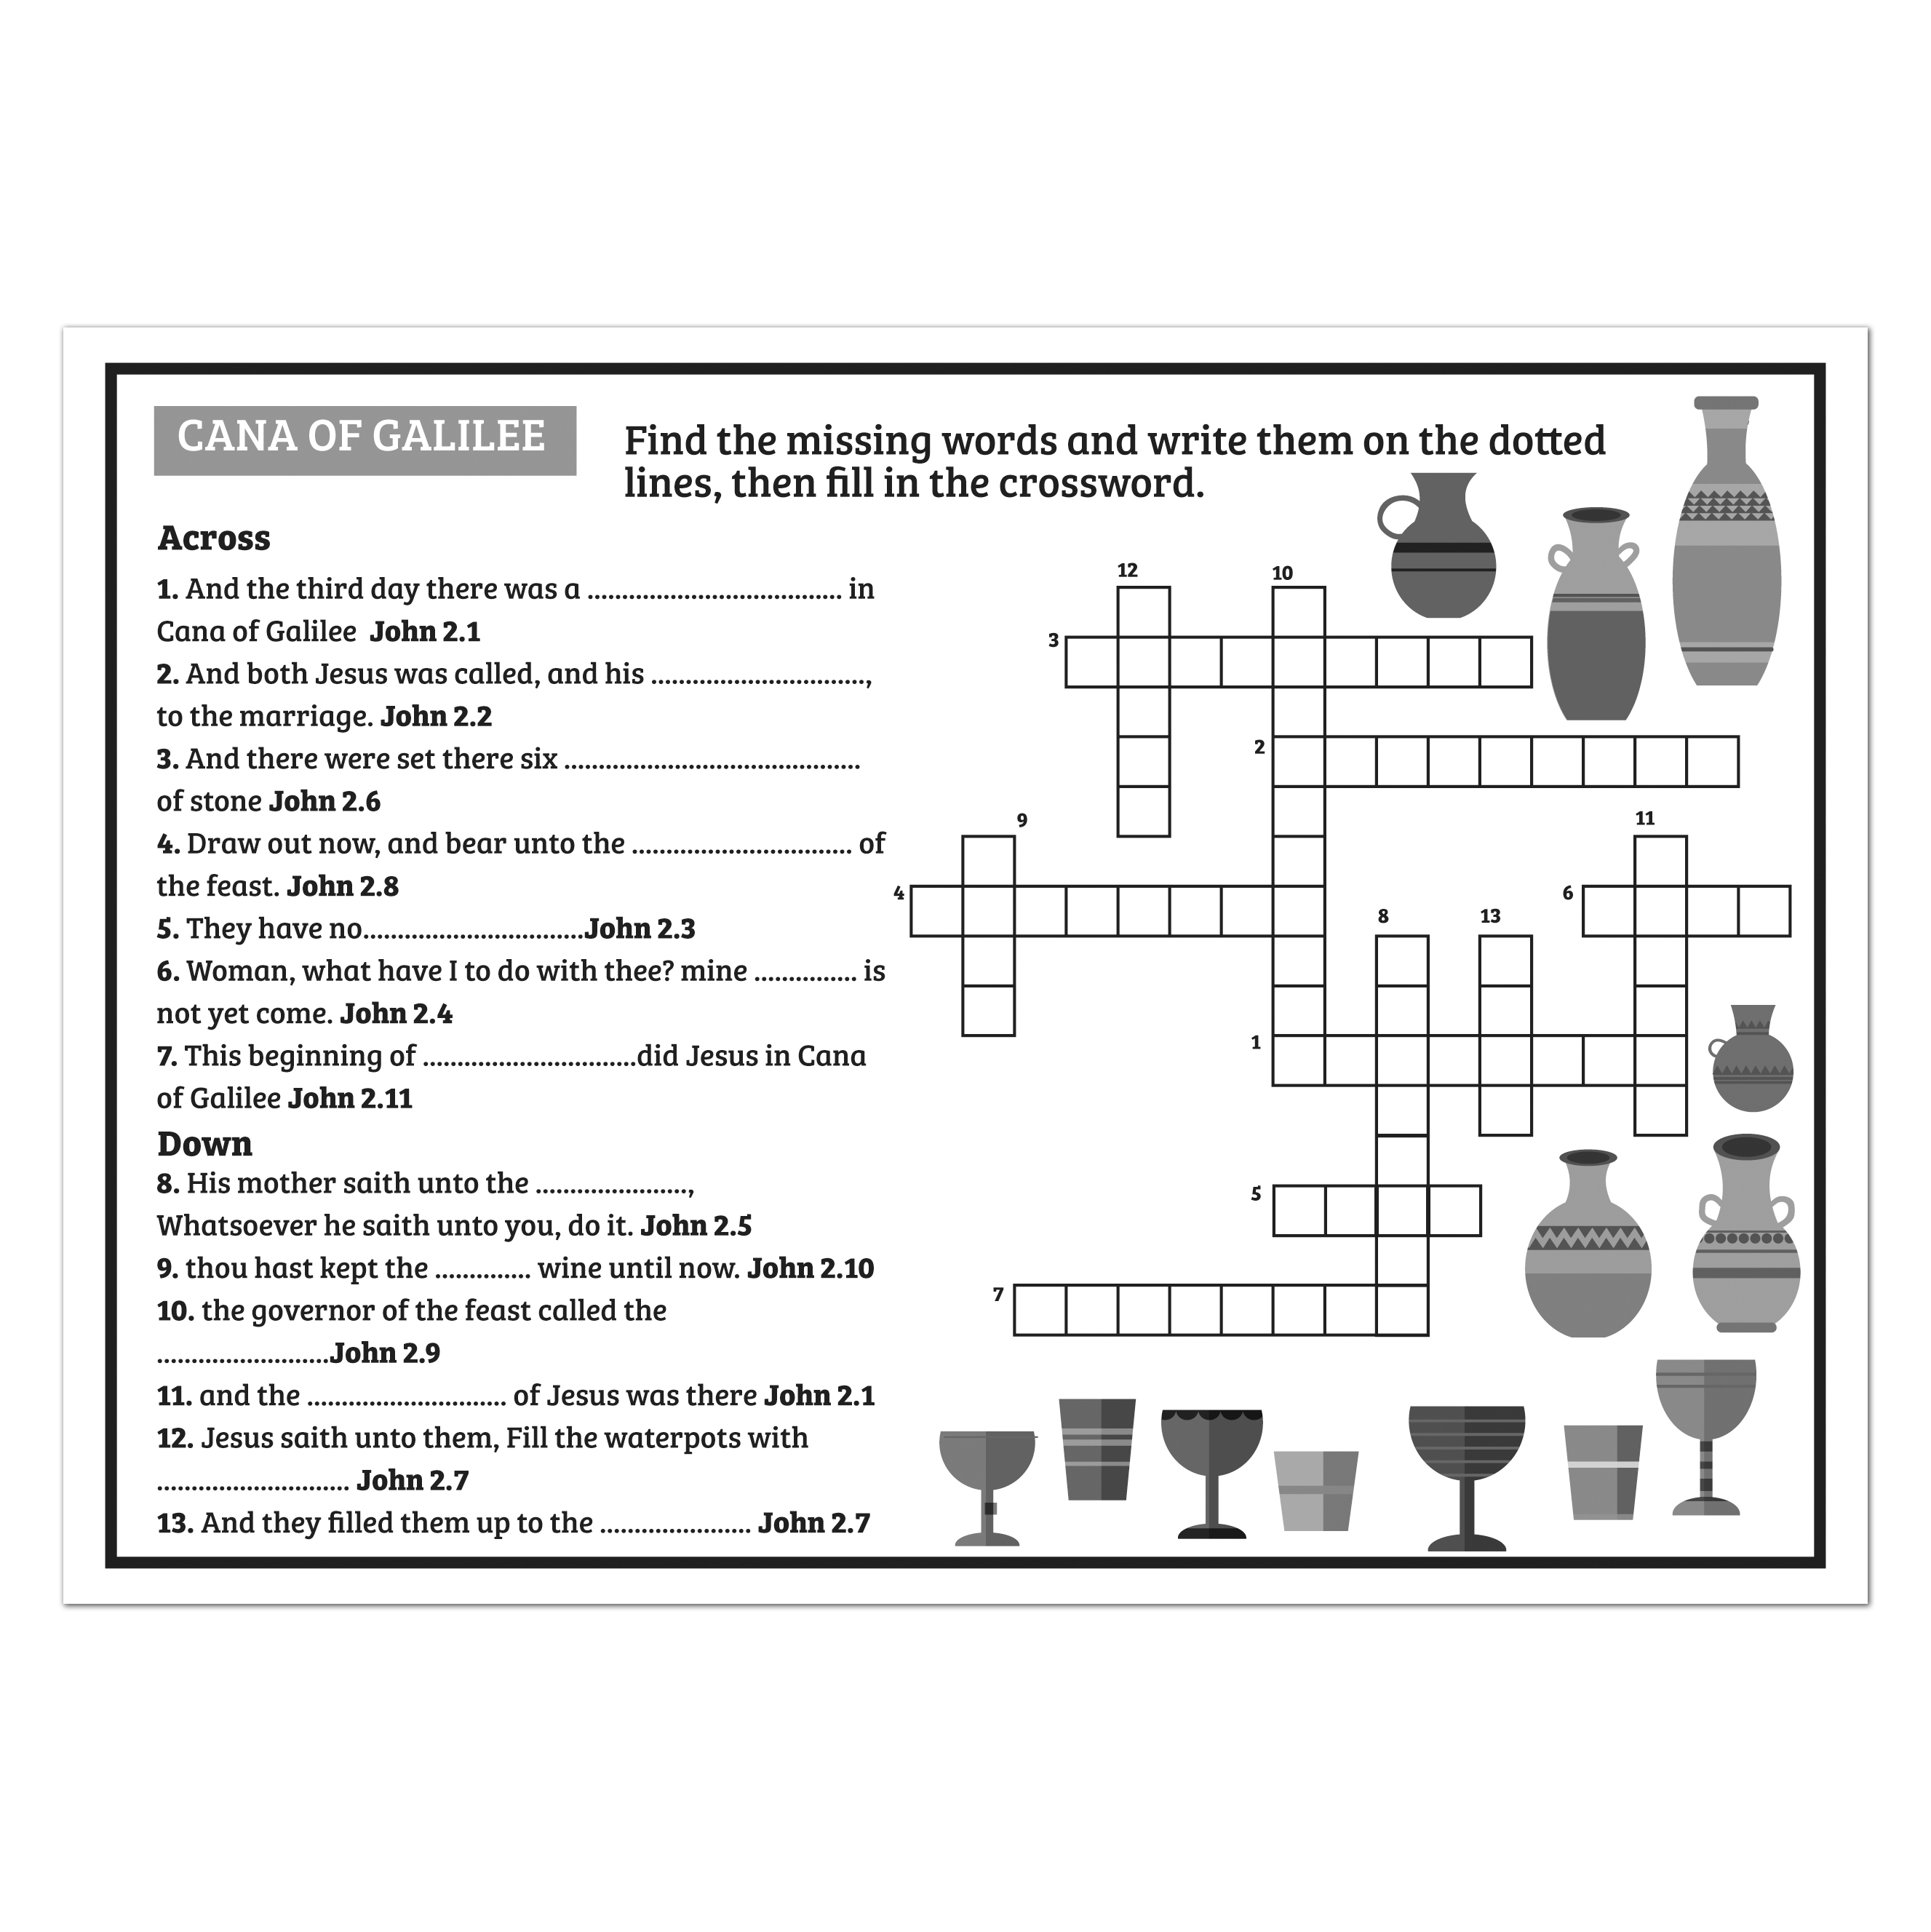 CANA OF GALILEE
Find the missing words and write them on the dotted
lines, then fill in the crossword.
Across
1. And the third day there was a ..................................... in
Cana of Galilee  John 2.1
2. And both Jesus was called, and his ...............................,
to the marriage. John 2.2
3. And there were set there six ...........................................
of stone John 2.6
4. Draw out now, and bear unto the ................................ of
the feast. John 2.8
5. They have no................................John 2.3
6. Woman, what have I to do with thee? mine ............... is
not yet come. John 2.4
7. This beginning of ...............................did Jesus in Cana
of Galilee John 2.11
Down
8. His mother saith unto the ......................,
Whatsoever he saith unto you, do it. John 2.5
9. thou hast kept the .............. wine until now. John 2.10
10. the governor of the feast called the
.........................John 2.9
11. and the ............................. of Jesus was there John 2.1
12. Jesus saith unto them, Fill the waterpots with
............................ John 2.7
13. And they filled them up to the ...................... John 2.7
12
10
3
2
9
11
4
6
8
13
1
5
7